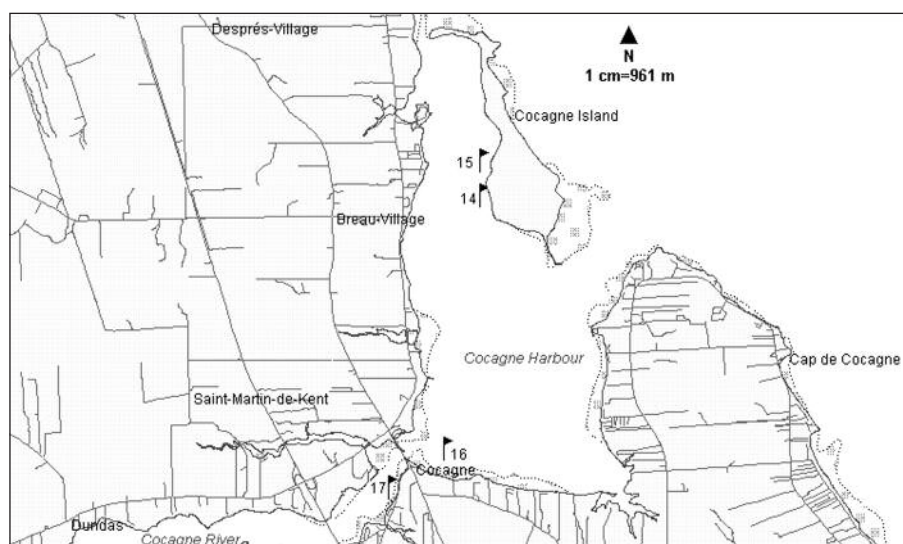 Després-Village
N
1 cm=961 m
Cocagne Island
15
14
Breau-Village
Cocagne Harbour
Cap de Cocagne
Saint-Martin-de-Kent
16
Cocagne
17
Dundas
Cocagne River